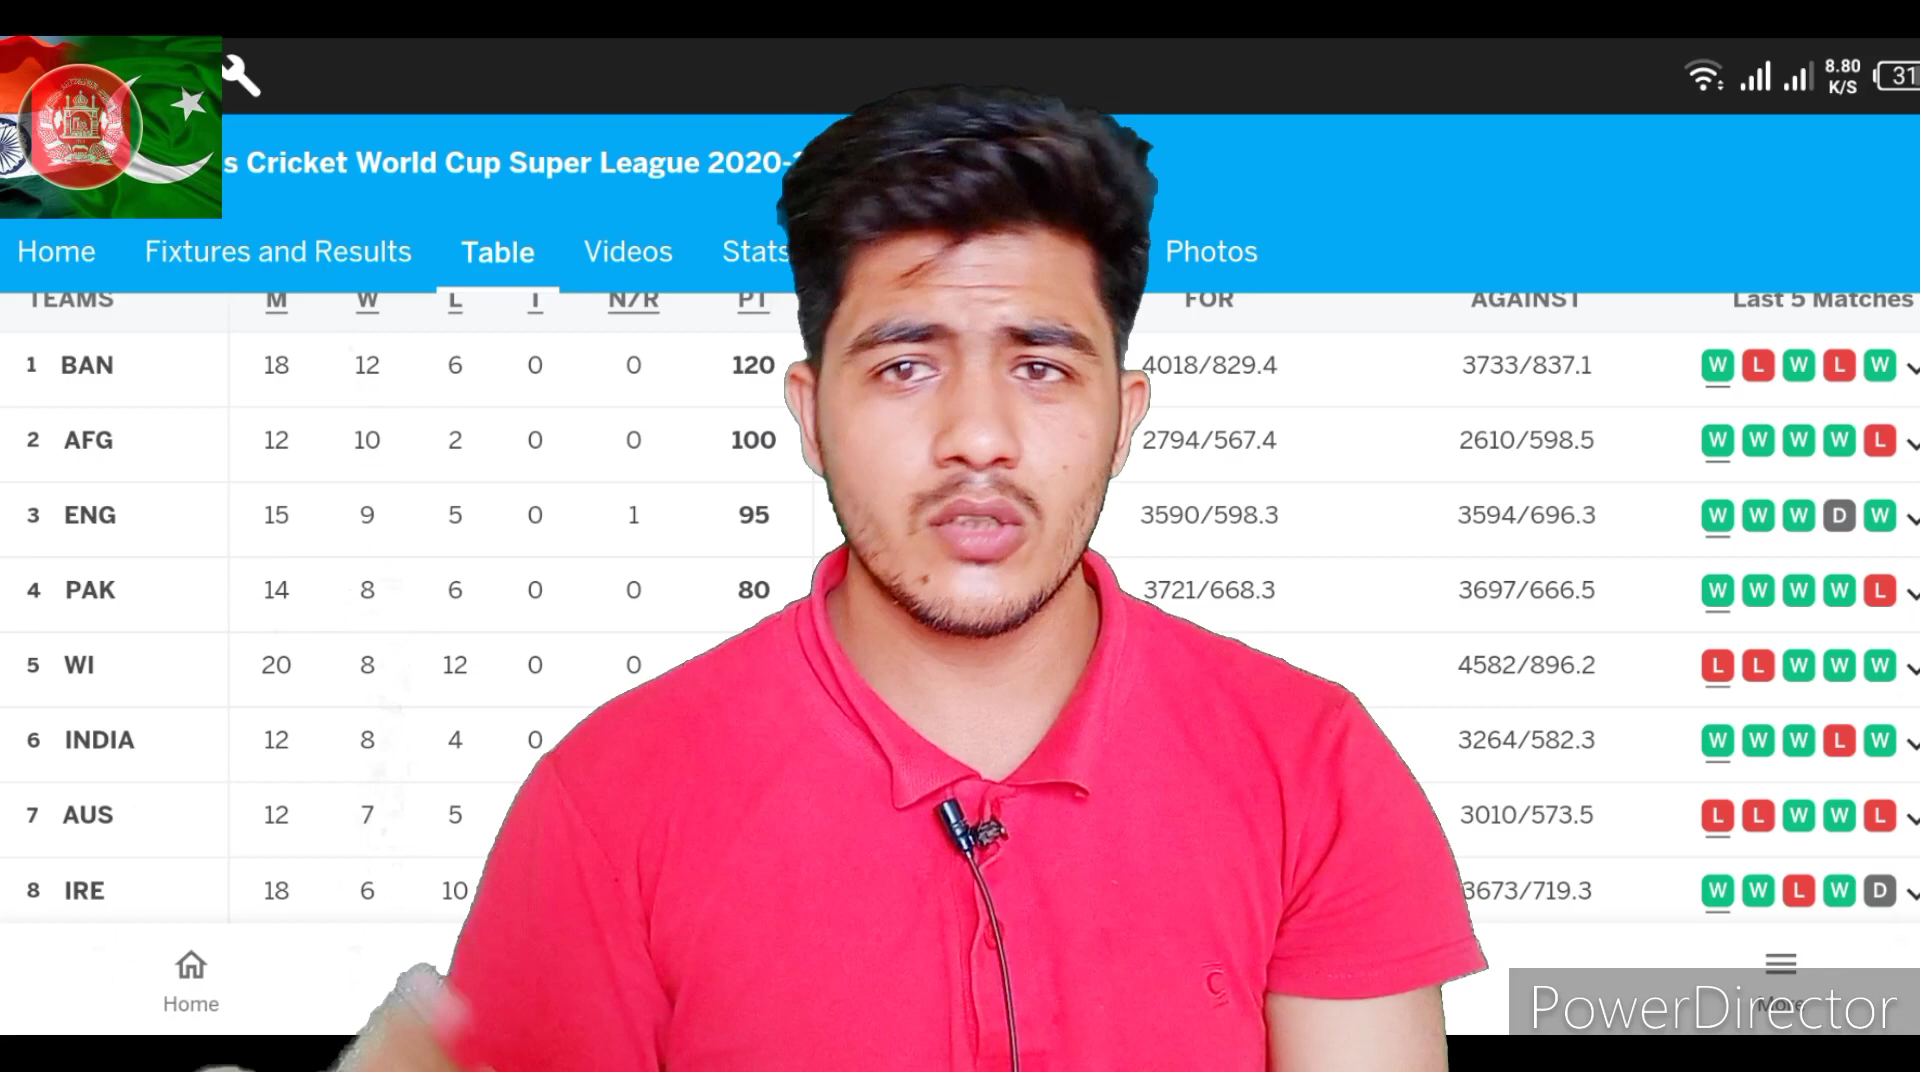 8.80
K/S
31
s Cricket World Cup Super League 2020-
Home Fixtures and Results Table Videos Stats Photos
TEAMS M W L T N/R PT FOR AGAINST Last 5 Matches
1 BAN 18 12 6 0 0 120 4018/829.4 3733/837.1 W L W L W
2 AFG 12 10 2 0 0 100 2794/567.4 2610/598.5 W W W W L
3 ENG 15 9 5 0 1 95 3590/598.3 3594/696.3 W W W D W
4 PAK 14 8 6 0 0 80 3721/668.3 3697/666.5 W W W W L
5 WI 20 8 12 0 0 4582/896.2 L L W W W
6 INDIA 12 8 4 0 3264/582.3 W W W L W
7 AUS 12 7 5 3010/573.5 L L W W L
8 IRE 18 6 10 3673/719.3 W W L W D
Home More
PowerDirector